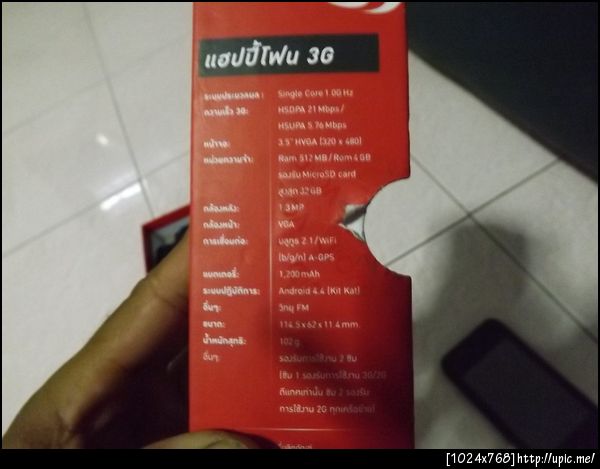 แฮปปี้โฟน 3G
ระบบประมวลผล : Single Core 1.0G Hz
ความเร็ว 3G: HSDPA 21 Mbps/
HSUPA 5.76 Mbps
หน้าจอ: 3.5" HVGA (320 x 480)
หน่วยความจำ: Ram 512 MB / Rom 4 GB
รองรับ MicroSD card
สูงสุด 32 GB
กล้องหลัง: 1.3 MP
กล้องหน้า: VGA
การเชื่อมต่อ: บลูทูธ 2.1/WiFi
(b/g/n) A-GPS
แบตเตอรี่: 1,200 mAh
ระบบปฏิบัติการ: Android 4.4 (Kit Kat)
อื่นๆ: วิทยุ FM
ขนาด: 114.5 x 62 x 11.4 mm.
น้ำหนักสุทธิ: 102 g
อื่นๆ: รองรับการใช้งาน 2 ซิม
(ซิม 1 รองรับการใช้งาน 3G/2G
ดีแทคเท่านั้น ซิม 2 รองรับ
การใช้งาน 2G ทุกเครือข่าย)
[1024x768]http://upic.me/